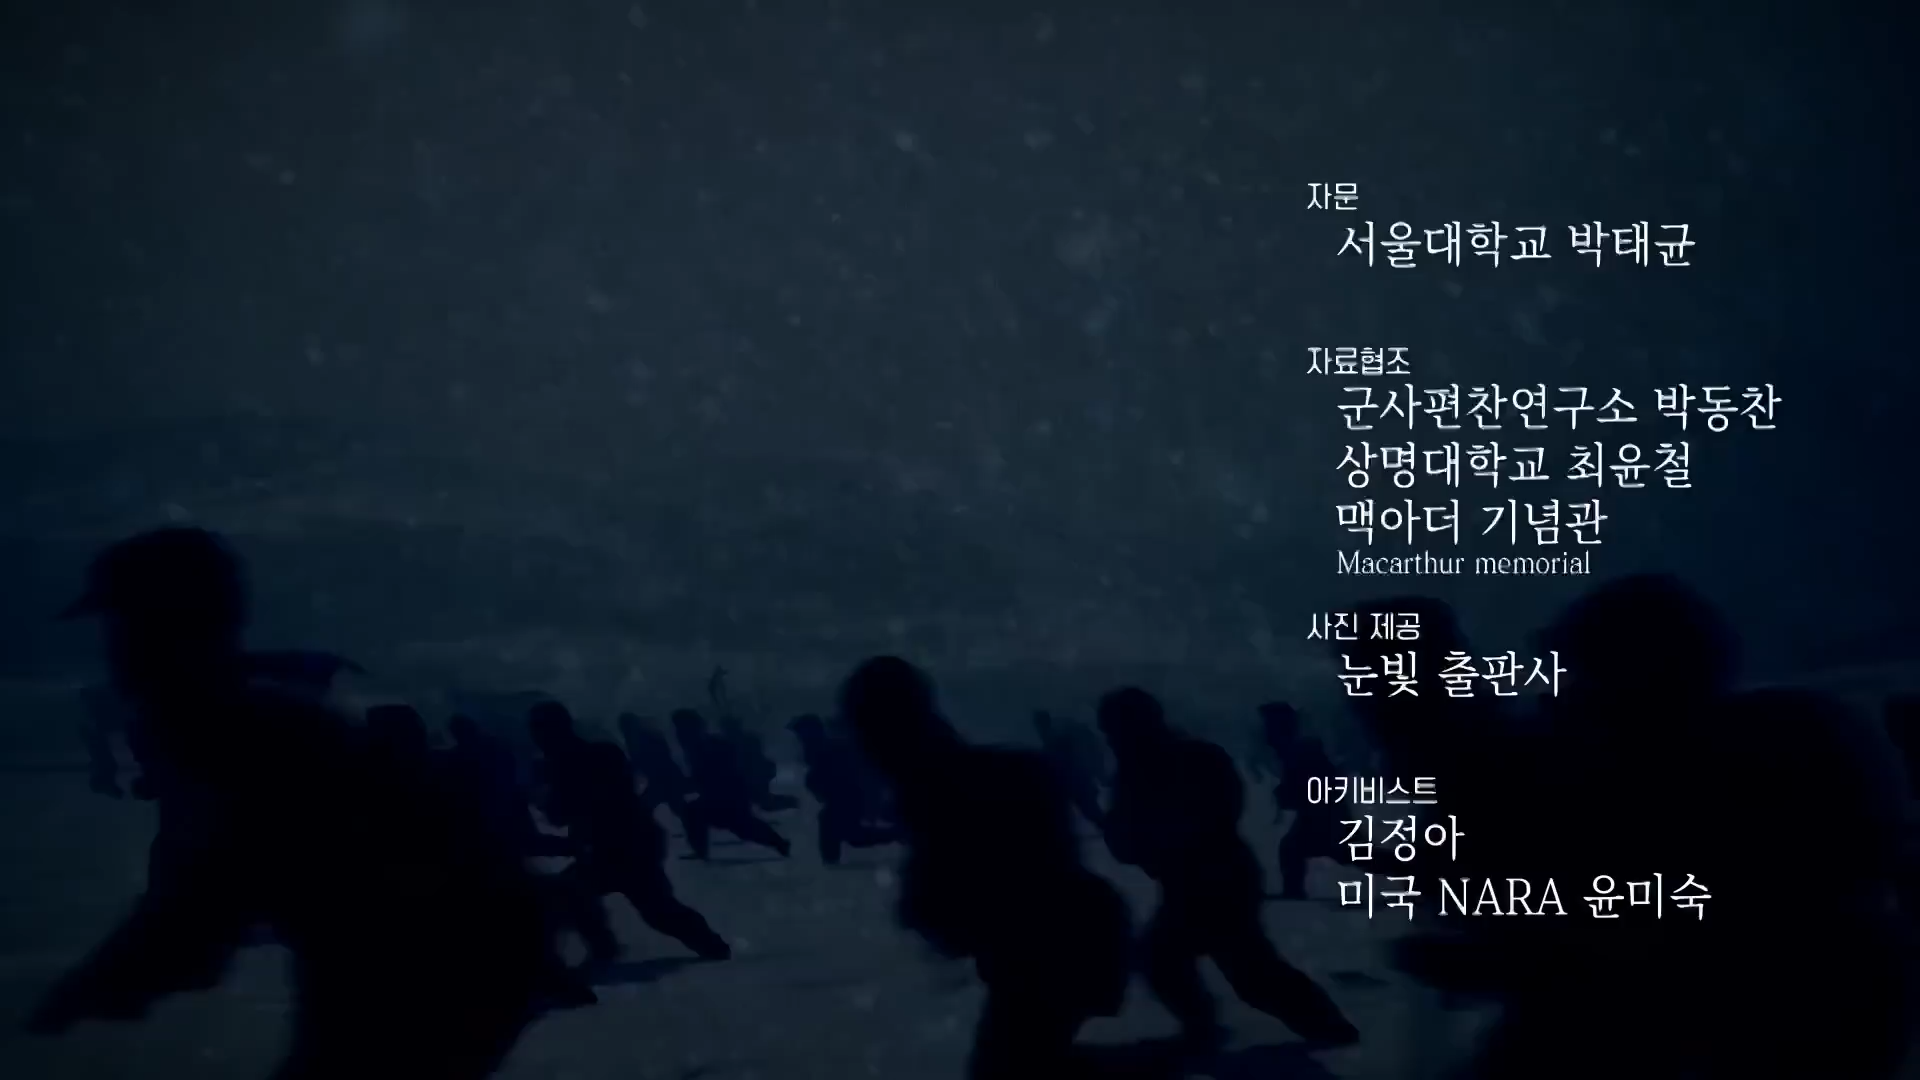 자문
서울대학교 박태균
자료협조
군사편찬연구소 박동찬
상명대학교 최윤철
맥아더 기념관
Macarthur memorial
사진 제공
눈빛 출판사
아키비스트
김정아
미국 NARA 윤미숙